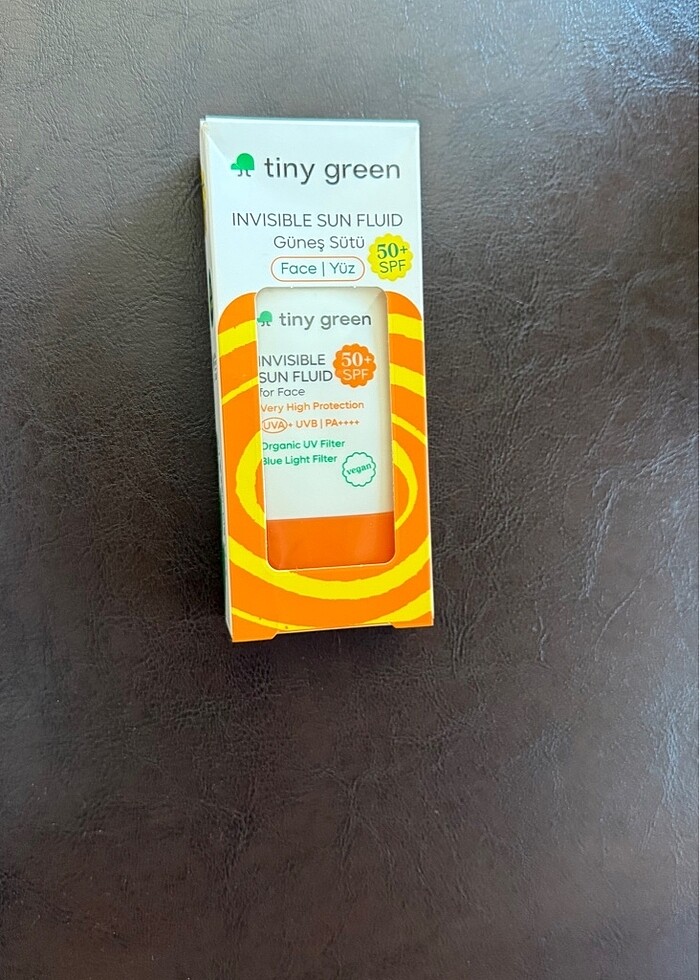 tiny green
INVISIBLE SUN FLUID
Güneş Sütü
50+
SPF
Face | Yüz
tiny green
INVISIBLE
SUN FLUID
50+
SPF
for Face
Very High Protection
UVA + UVB | PA++++
Organic UV Filter
Blue Light Filter
vegan